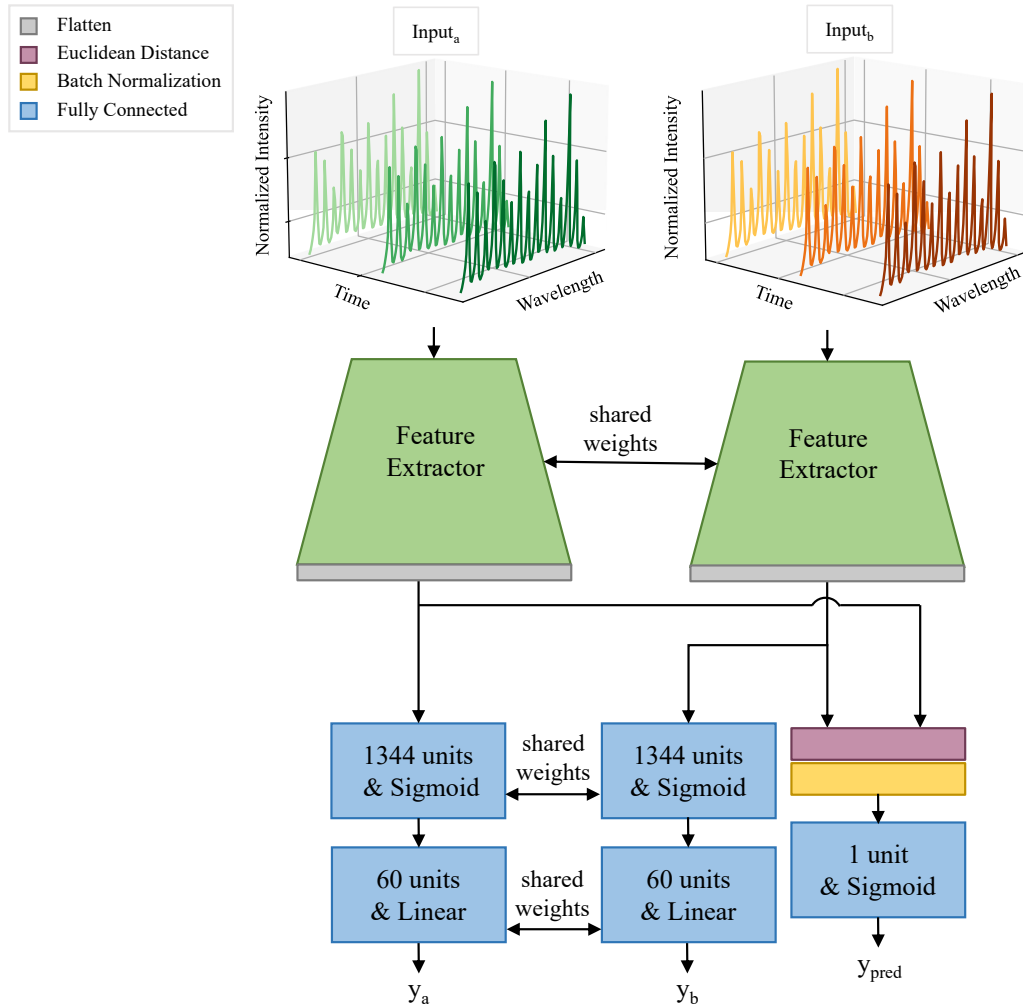 Flatten
Euclidean Distance
Batch Normalization
Fully Connected
Input_a
Input_b
Normalized Intensity
Time
Wavelength
Normalized Intensity
Time
Wavelength
Feature
Extractor
shared
weights
Feature
Extractor
1344 units
& Sigmoid
shared
weights
1344 units
& Sigmoid
60 units
& Linear
shared
weights
60 units
& Linear
1 unit
& Sigmoid
y_a
y_b
y_pred